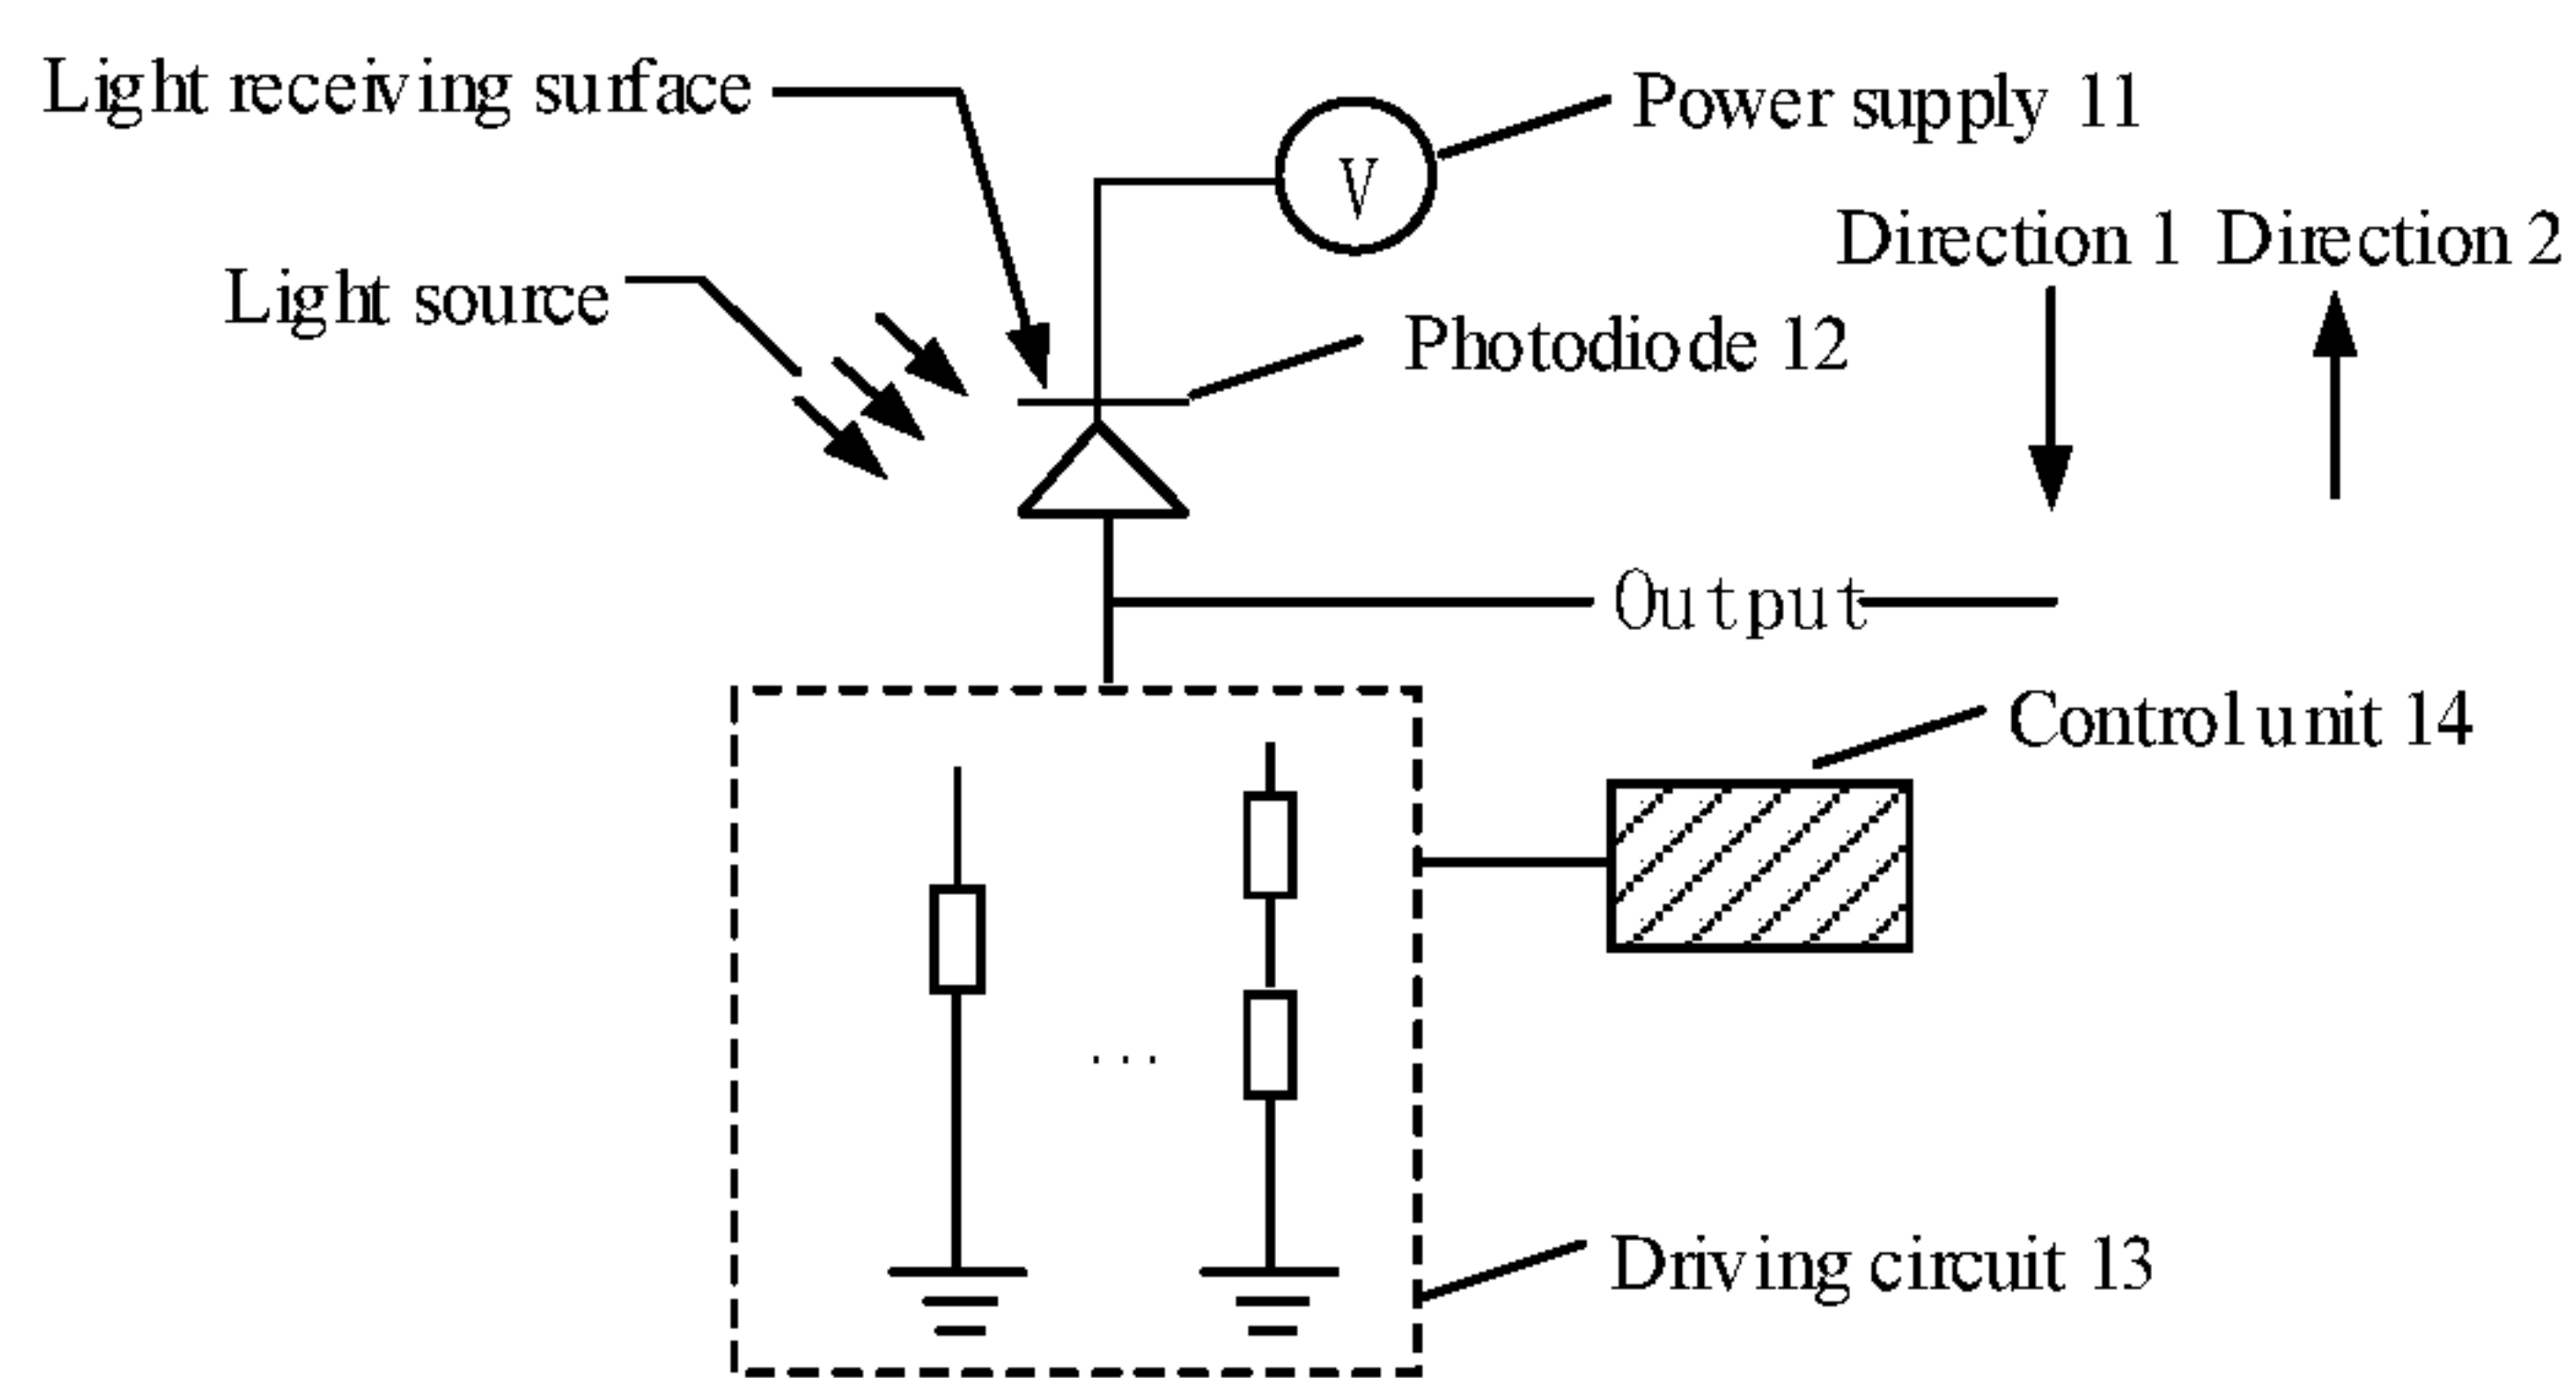 Light receiving surface
Power supply 11
V
Direction 1 Direction 2
Light source
Photodiode 12
Output
Control unit 14
...
Driving circuit 13